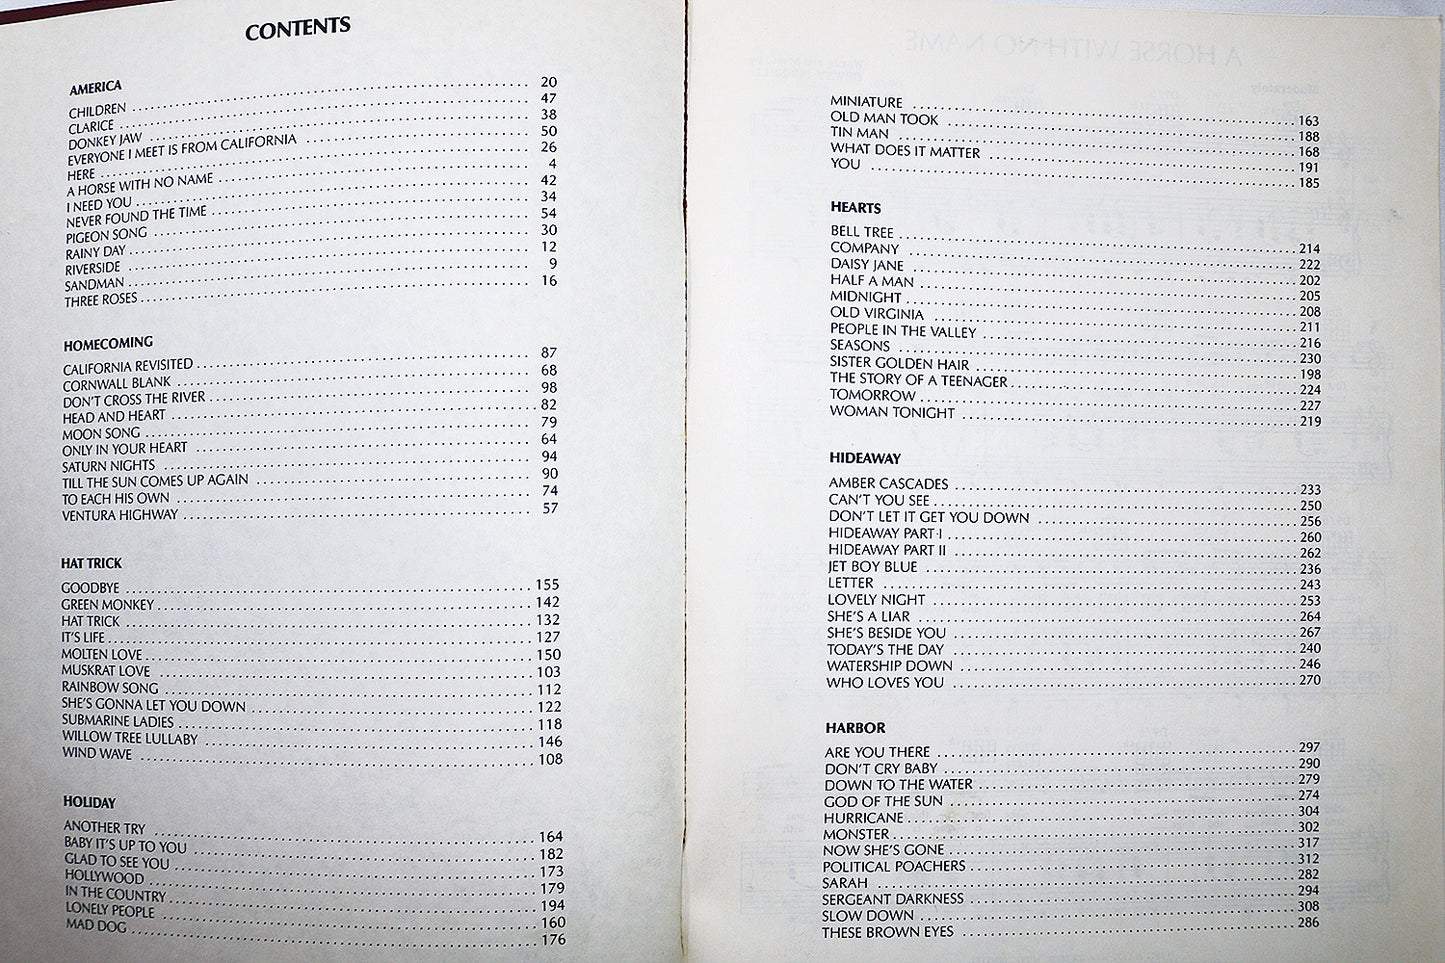 CONTENTS
AMERICA
CHILDREN ........ 20
CLARICE ........ 47
DONKEY JAW ........ 38
EVERYONE I MEET IS FROM CALIFORNIA ........ 50
HERE ........ 26
A HORSE WITH NO NAME ........ 4
I NEED YOU ........ 42
NEVER FOUND THE TIME ........ 34
PIGEON SONG ........ 54
RAINY DAY ........ 30
RIVERSIDE ........ 12
SANDMAN ........ 9
THREE ROSES ........ 16
HOMECOMING
CALIFORNIA REVISITED ........ 87
CORNWALL BLANK ........ 68
DON'T CROSS THE RIVER ........ 98
HEAD AND HEART ........ 82
MOON SONG ........ 79
ONLY IN YOUR HEART ........ 64
SATURN NIGHTS ........ 94
TILL THE SUN COMES UP AGAIN ........ 90
TO EACH HIS OWN ........ 74
VENTURA HIGHWAY ........ 57
HAT TRICK
GOODBYE ........ 155
GREEN MONKEY ........ 142
HAT TRICK ........ 132
IT'S LIFE ........ 127
MOLTEN LOVE ........ 150
MUSKRAT LOVE ........ 103
RAINBOW SONG ........ 112
SHE'S GONNA LET YOU DOWN ........ 122
SUBMARINE LADIES ........ 118
WILLOW TREE LULLABY ........ 146
WIND WAVE ........ 108
HOLIDAY
ANOTHER TRY ........ 164
BABY IT'S UP TO YOU ........ 182
GLAD TO SEE YOU ........ 173
HOLLYWOOD ........ 179
IN THE COUNTRY ........ 194
LONELY PEOPLE ........ 160
MAD DOG ........ 176
MINIATURE ........ 163
OLD MAN TOOK ........ 188
TIN MAN ........ 168
WHAT DOES IT MATTER ........ 191
YOU ........ 185
HEARTS
BELL TREE ........ 214
COMPANY ........ 222
DAISY JANE ........ 202
HALF A MAN ........ 205
MIDNIGHT ........ 208
OLD VIRGINIA ........ 211
PEOPLE IN THE VALLEY ........ 216
SEASONS ........ 230
SISTER GOLDEN HAIR ........ 198
THE STORY OF A TEENAGER ........ 224
TOMORROW ........ 227
WOMAN TONIGHT ........ 219
HIDEAWAY
AMBER CASCADES ........ 233
CAN'T YOU SEE ........ 250
DON'T LET IT GET YOU DOWN ........ 256
HIDEAWAY PART I ........ 260
HIDEAWAY PART II ........ 262
JET BOY BLUE ........ 236
LETTER ........ 243
LOVELY NIGHT ........ 253
SHE'S A LIAR ........ 264
SHE'S BESIDE YOU ........ 267
TODAY'S THE DAY ........ 240
WATERSHIP DOWN ........ 246
WHO LOVES YOU ........ 270
HARBOR
ARE YOU THERE ........ 297
DON'T CRY BABY ........ 290
DOWN TO THE WATER ........ 279
GOD OF THE SUN ........ 274
HURRICANE ........ 304
MONSTER ........ 302
NOW SHE'S GONE ........ 317
POLITICAL POACHERS ........ 312
SARAH ........ 282
SERGEANT DARKNESS ........ 294
SLOW DOWN ........ 308
THESE BROWN EYES ........ 286